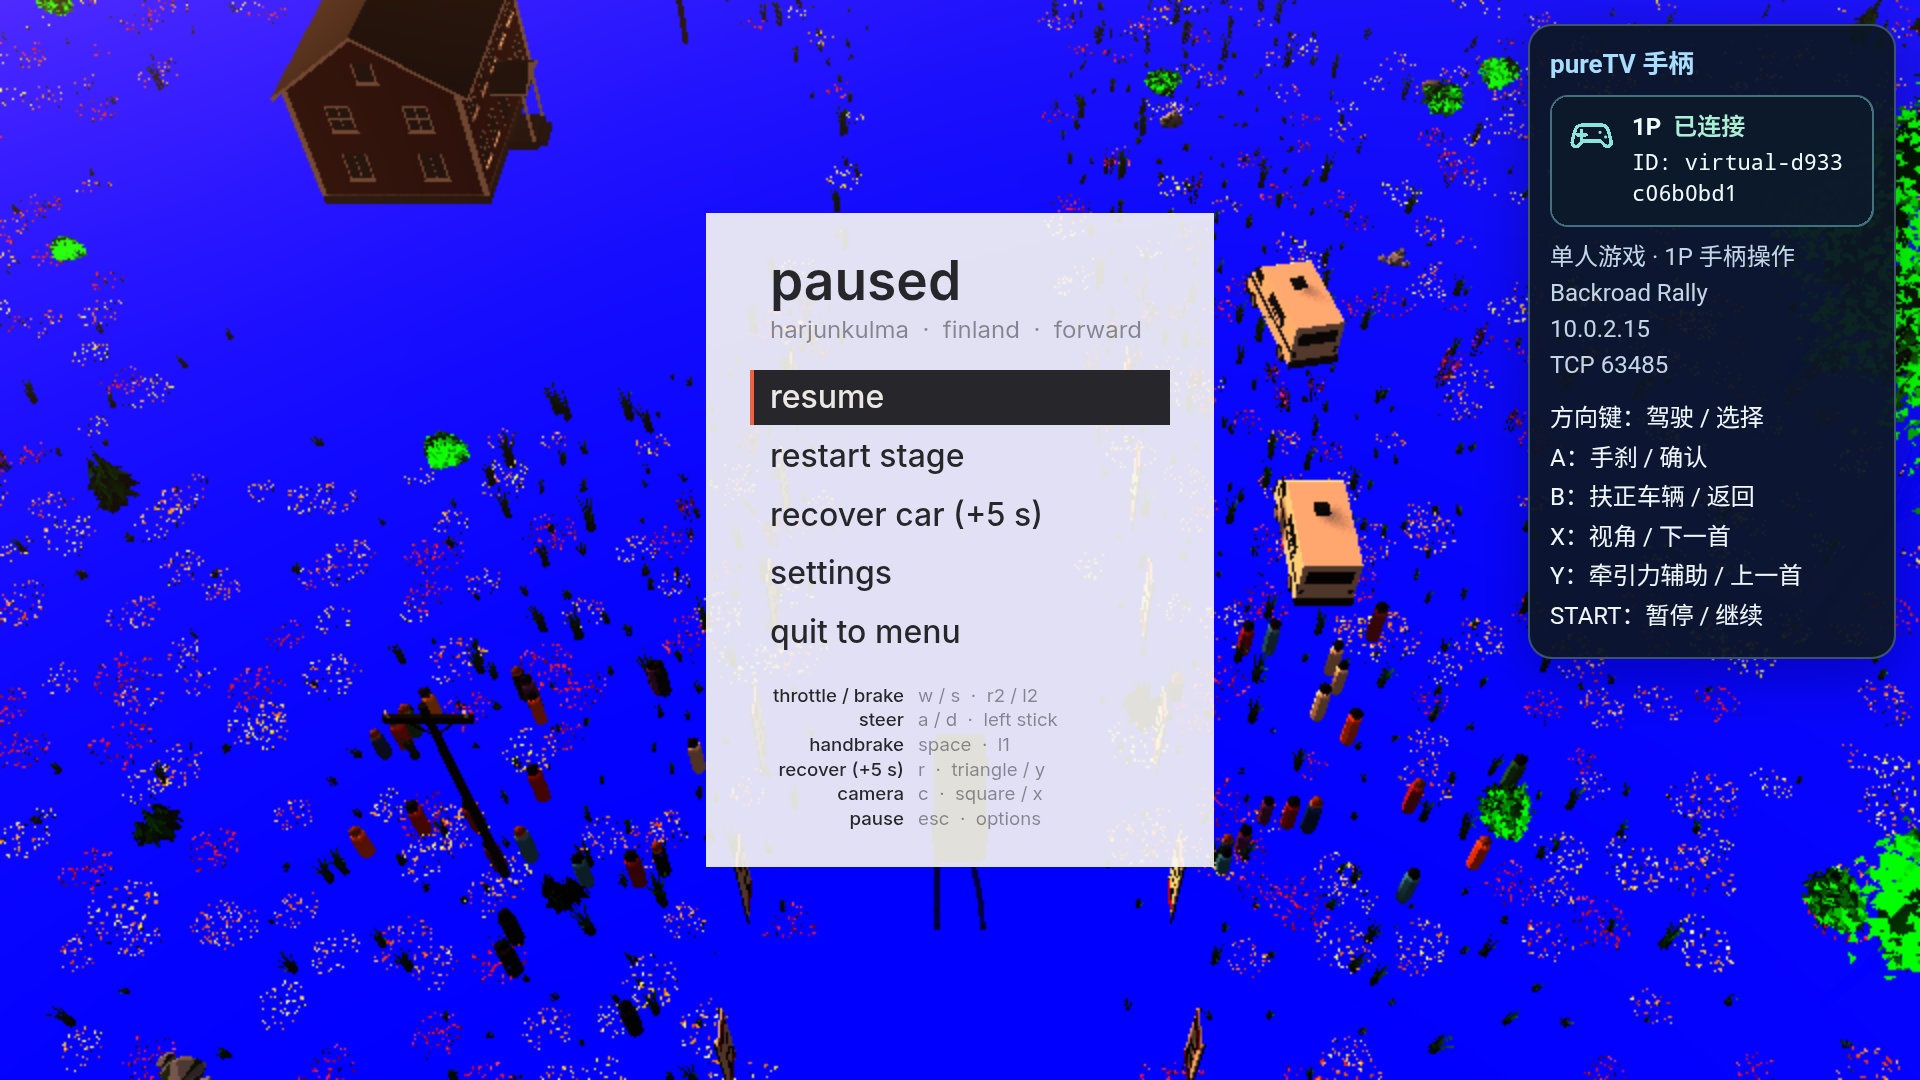 paused
harjunkulma · finland · forward
resume
restart stage
recover car (+5 s)
settings
quit to menu
throttle / brake w / s · r2 / l2
steer a / d · left stick
handbrake space · l1
recover (+5 s) r · triangle / y
camera c · square / x
pause esc · options
pureTV 手柄
1P 已连接
ID: virtual-d933
c06b0bd1
单人游戏 · 1P 手柄操作
Backroad Rally
10.0.2.15
TCP 63485
方向键：驾驶 / 选择
A：手刹 / 确认
B：扶正车辆 / 返回
X：视角 / 下一首
Y：牵引力辅助 / 上一首
START：暂停 / 继续